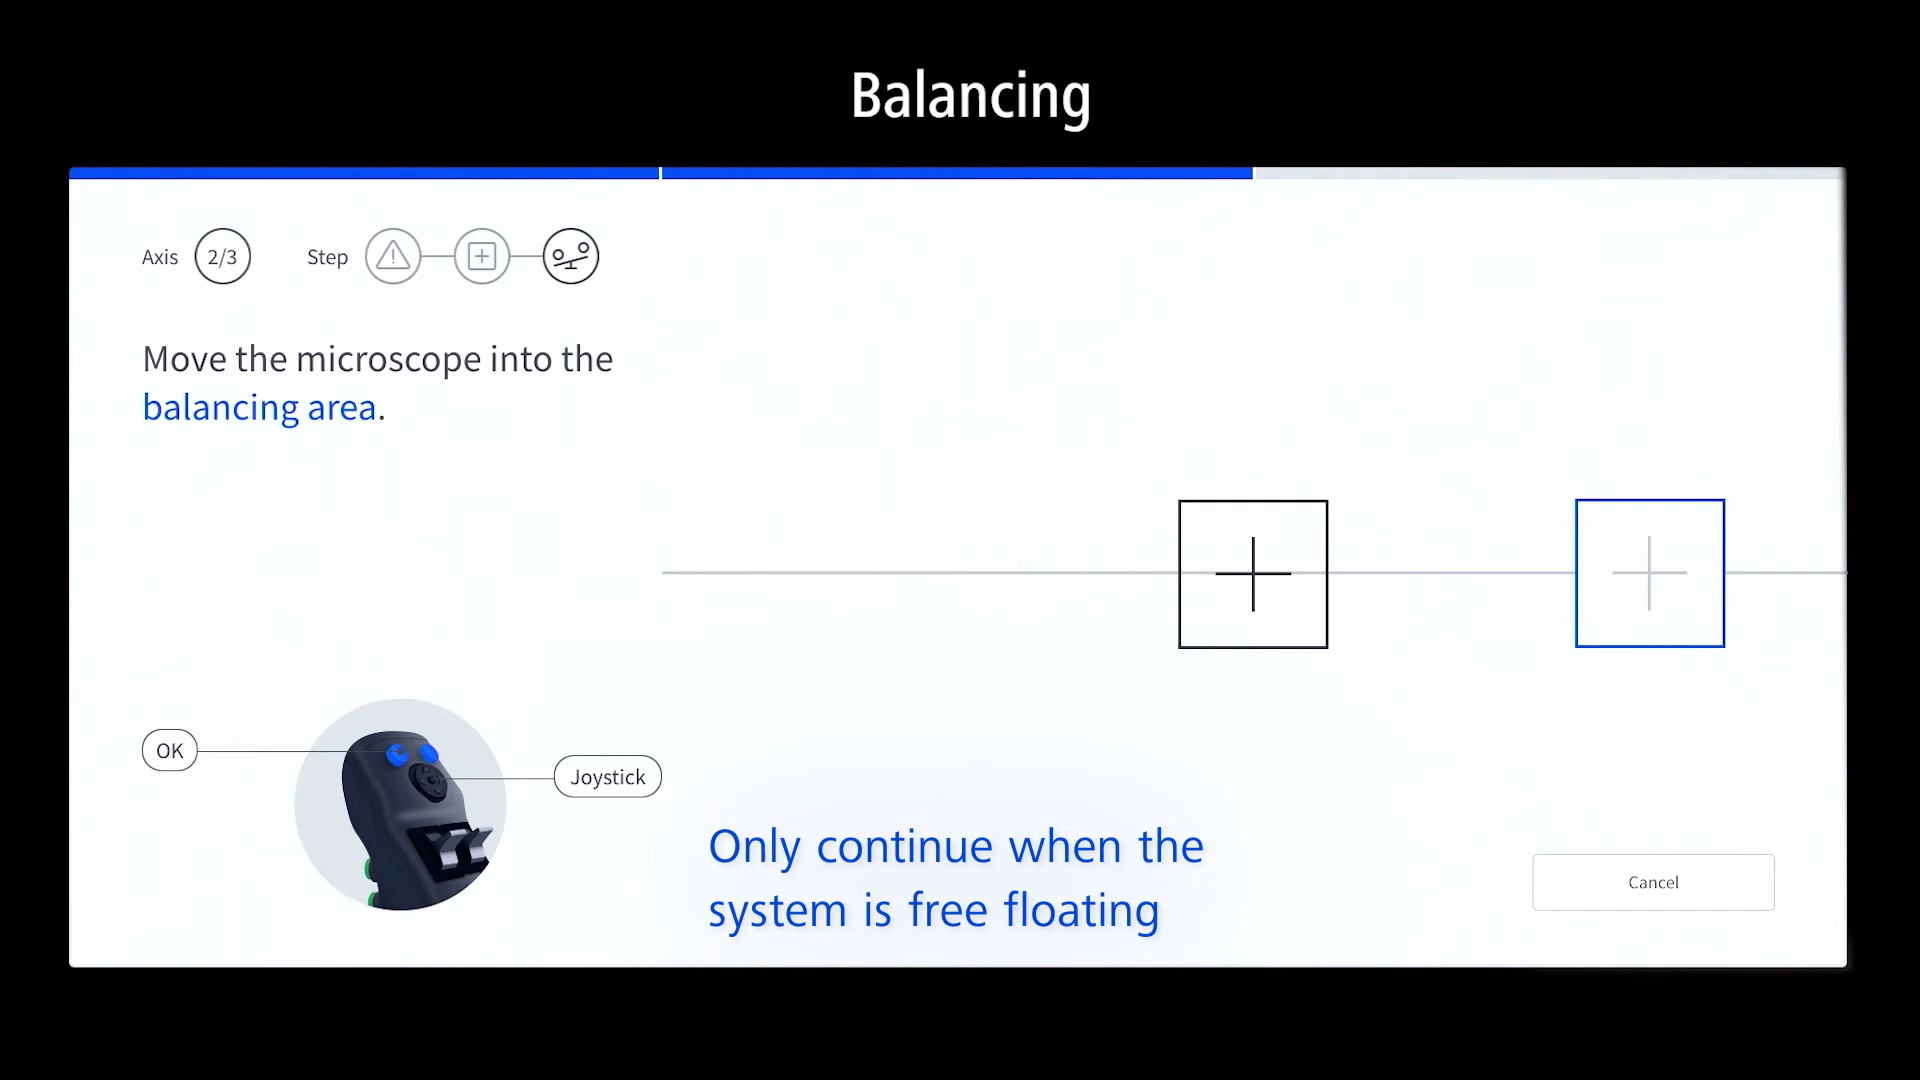 Balancing
Axis 2/3 Step
Move the microscope into the
balancing area.
OK
Joystick
Only continue when the
system is free floating
Cancel